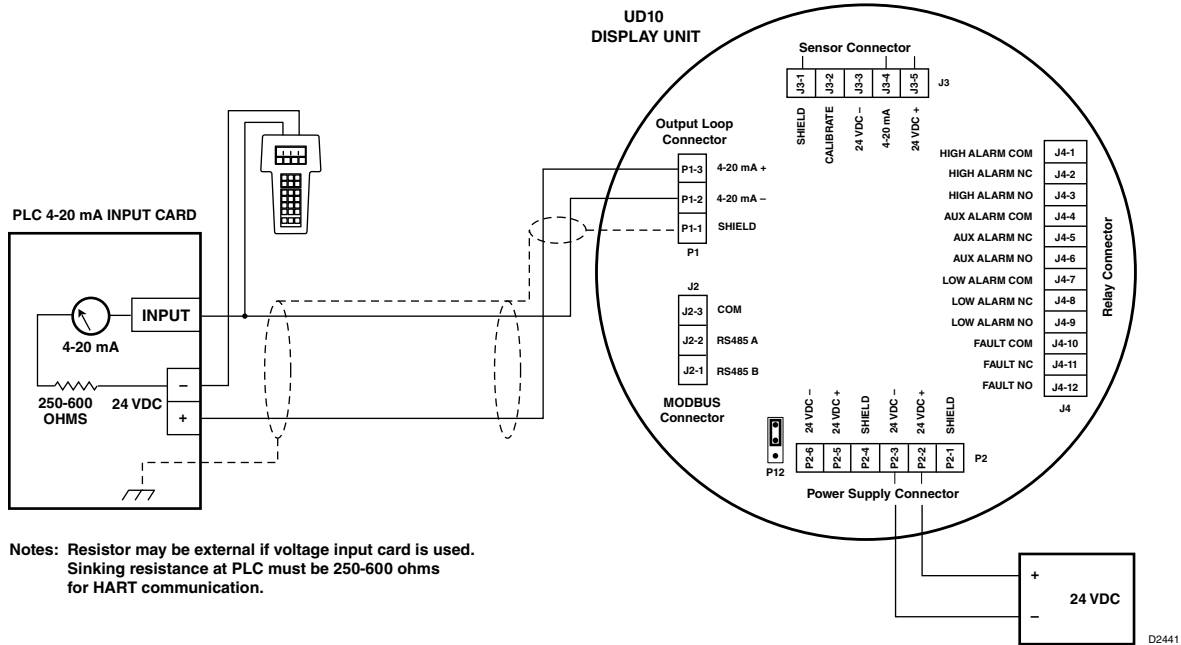 UD10
DISPLAY UNIT
Sensor Connector
J3-1
J3-2
J3-3
J3-4
J3-5
J3
SHIELD
CALIBRATE
24 VDC –
4-20 mA
24 VDC +
Output Loop
Connector
P1-3
4-20 mA +
P1-2
4-20 mA –
P1-1
SHIELD
P1
J2
J2-3
COM
J2-2
RS485 A
J2-1
RS485 B
MODBUS
Connector
HIGH ALARM COM
J4-1
HIGH ALARM NC
J4-2
HIGH ALARM NO
J4-3
AUX ALARM COM
J4-4
AUX ALARM NC
J4-5
AUX ALARM NO
J4-6
LOW ALARM COM
J4-7
LOW ALARM NC
J4-8
LOW ALARM NO
J4-9
FAULT COM
J4-10
FAULT NC
J4-11
FAULT NO
J4-12
J4
Relay Connector
PLC 4-20 mA INPUT CARD
INPUT
4-20 mA
250-600
OHMS
24 VDC
–
+
P12
24 VDC –
24 VDC +
SHIELD
24 VDC –
24 VDC +
SHIELD
P2-6
P2-5
P2-4
P2-3
P2-2
P2-1
P2
Power Supply Connector
+
24 VDC
–
Notes: Resistor may be external if voltage input card is used.
Sinking resistance at PLC must be 250-600 ohms
for HART communication.
D2441